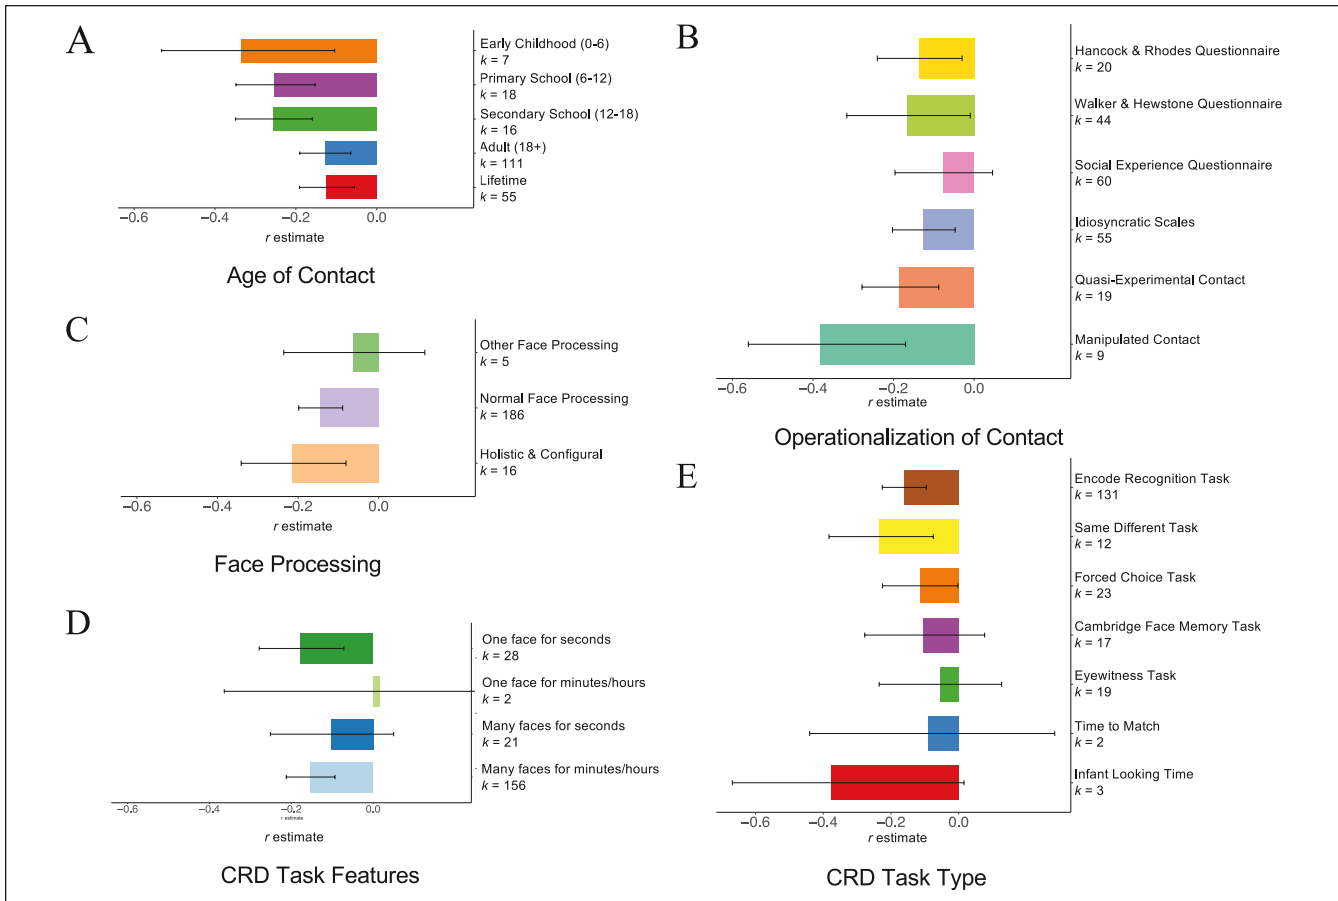 A
Early Childhood (0-6)
k = 7
Primary School (6-12)
k = 18
Secondary School (12-18)
k = 16
Adult (18+)
k = 111
Lifetime
k = 55
−0.6 −0.4 −0.2 0.0
r estimate
Age of Contact
B
Hancock & Rhodes Questionnaire
k = 20
Walker & Hewstone Questionnaire
k = 44
Social Experience Questionnaire
k = 60
Idiosyncratic Scales
k = 55
Quasi-Experimental Contact
k = 19
Manipulated Contact
k = 9
−0.6 −0.4 −0.2 0.0
r estimate
Operationalization of Contact
C
Other Face Processing
k = 5
Normal Face Processing
k = 186
Holistic & Configural
k = 16
−0.6 −0.4 −0.2 0.0
r estimate
Face Processing
D
One face for seconds
k = 28
One face for minutes/hours
k = 2
Many faces for seconds
k = 21
Many faces for minutes/hours
k = 156
−0.6 −0.4 −0.2 0.0
r estimate
r estimate
CRD Task Features
E
Encode Recognition Task
k = 131
Same Different Task
k = 12
Forced Choice Task
k = 23
Cambridge Face Memory Task
k = 17
Eyewitness Task
k = 19
Time to Match
k = 2
Infant Looking Time
k = 3
−0.6 −0.4 −0.2 0.0
r estimate
CRD Task Type